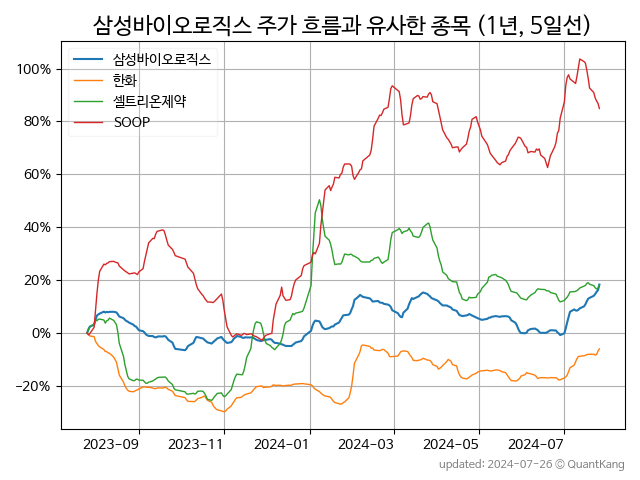 삼성바이오로직스 주가 흐름과 유사한 종목 (1년, 5일선)
삼성바이오로직스
한화
셀트리온제약
SOOP
100%
80%
60%
40%
20%
0%
−20%
2023-09 2023-11 2024-01 2024-03 2024-05 2024-07
updated: 2024-07-26 © QuantKang